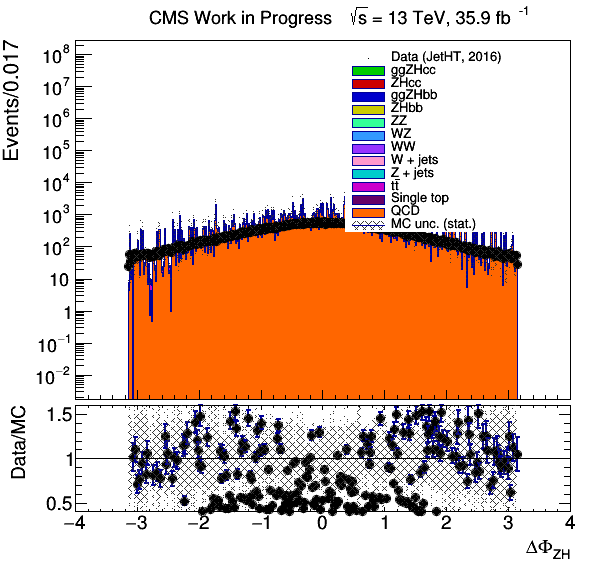 CMS Work in Progress √s = 13 TeV, 35.9 fb⁻¹
Events/0.017
10⁸
10⁷
10⁶
10⁵
10⁴
10³
10²
10
1
10⁻¹
10⁻²
Data (JetHT, 2016)
ggZHcc
ZHcc
ggZHbb
ZHbb
ZZ
WZ
WW
W + jets
Z + jets
tt̄
Single top
QCD
MC unc. (stat.)
Data/MC
1.5
1
0.5
−4 −3 −2 −1 0 1 2 3 4
ΔΦ_ZH